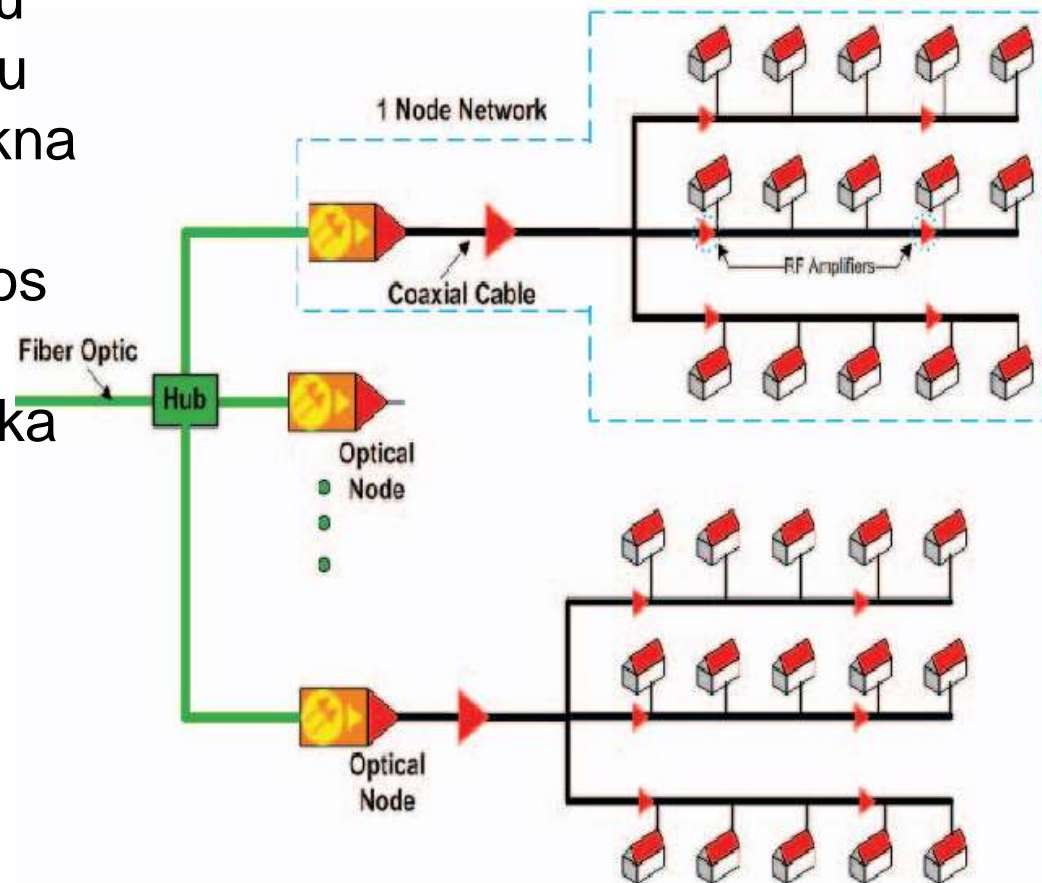 u
u
kna
os
ka
1 Node Network
Coaxial Cable
RF Amplifiers
Fiber Optic
Hub
Optical
Node
Optical
Node